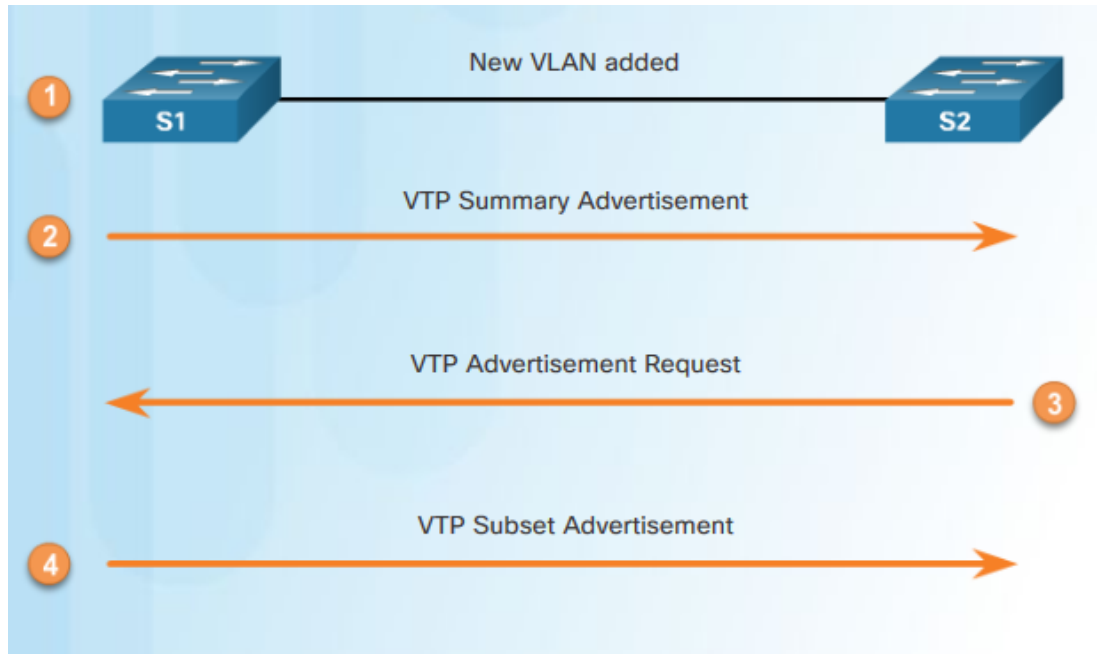 New VLAN added
1
S1
S2
VTP Summary Advertisement
2
VTP Advertisement Request
3
VTP Subset Advertisement
4